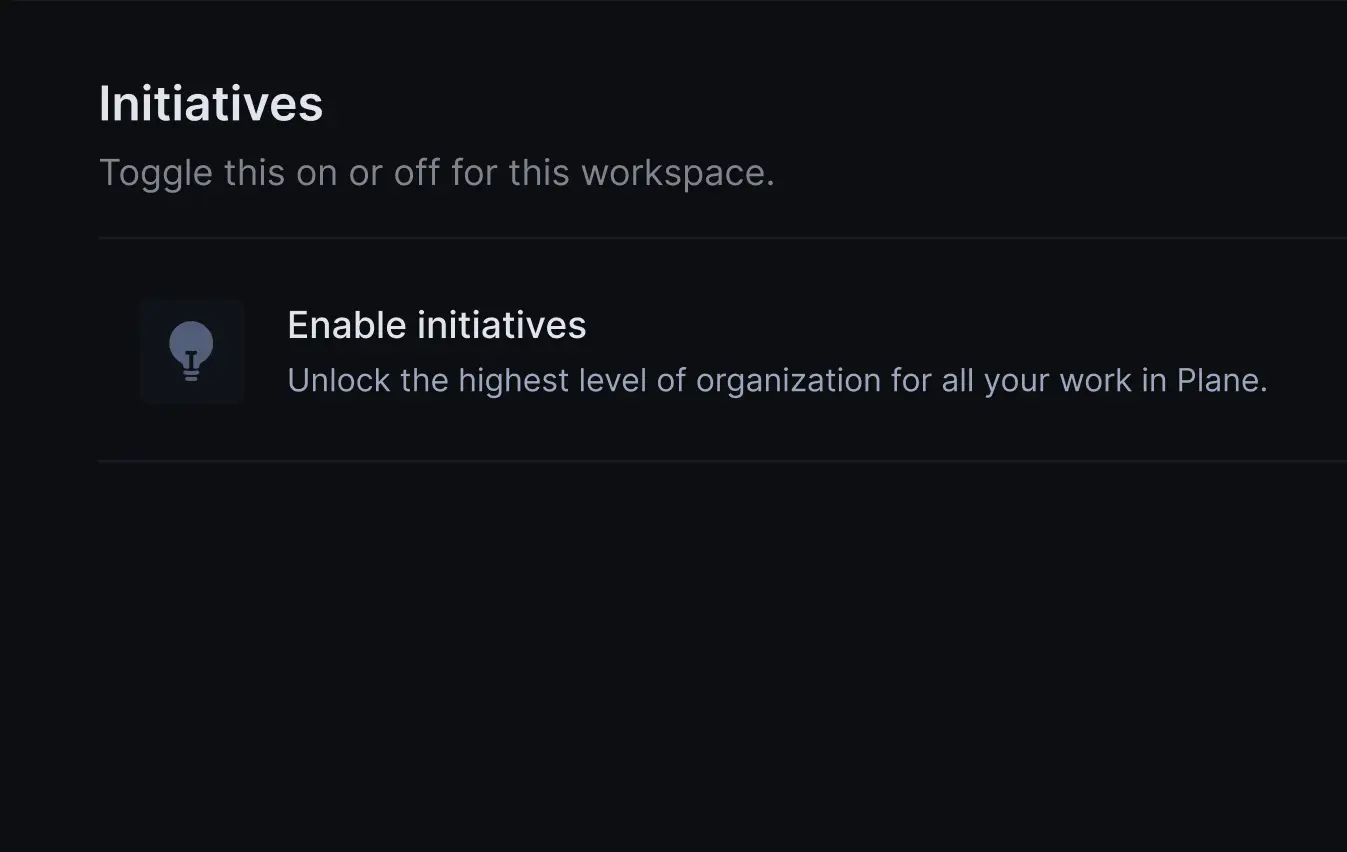 Initiatives
Toggle this on or off for this workspace.
Enable initiatives
Unlock the highest level of organization for all your work in Plane.